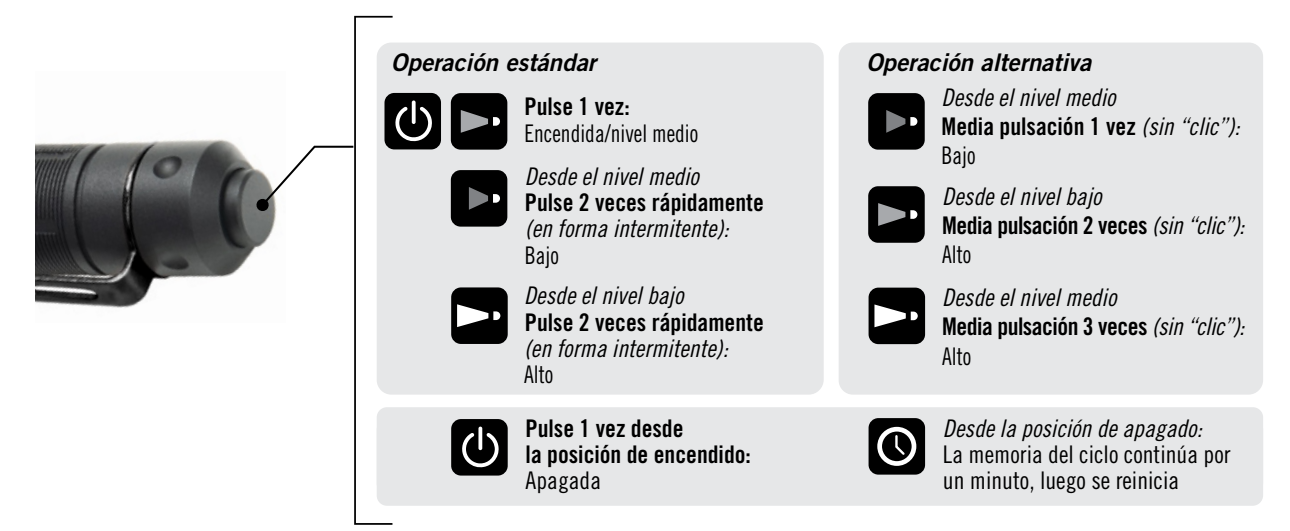 Operación estándar
Pulse 1 vez:
Encendida/nivel medio
Desde el nivel medio
Pulse 2 veces rápidamente
(en forma intermitente):
Bajo
Desde el nivel bajo
Pulse 2 veces rápidamente
(en forma intermitente):
Alto
Operación alternativa
Desde el nivel medio
Media pulsación 1 vez (sin “clic”):
Bajo
Desde el nivel bajo
Media pulsación 2 veces (sin “clic”):
Alto
Desde el nivel medio
Media pulsación 3 veces (sin “clic”):
Alto
Pulse 1 vez desde
la posición de encendido:
Apagada
Desde la posición de apagado:
La memoria del ciclo continúa por
un minuto, luego se reinicia